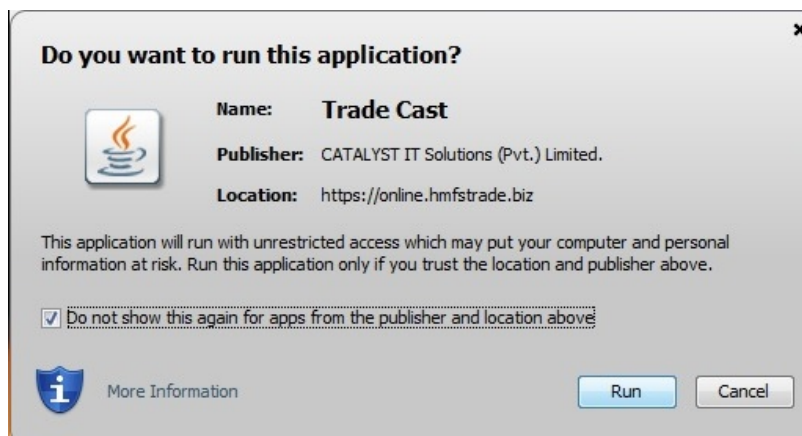 Do you want to run this application?
Name: Trade Cast
Publisher: CATALYST IT Solutions (Pvt.) Limited.
Location: https://online.hmfstrade.biz
This application will run with unrestricted access which may put your computer and personal
information at risk. Run this application only if you trust the location and publisher above.
Do not show this again for apps from the publisher and location above
More Information
Run
Cancel